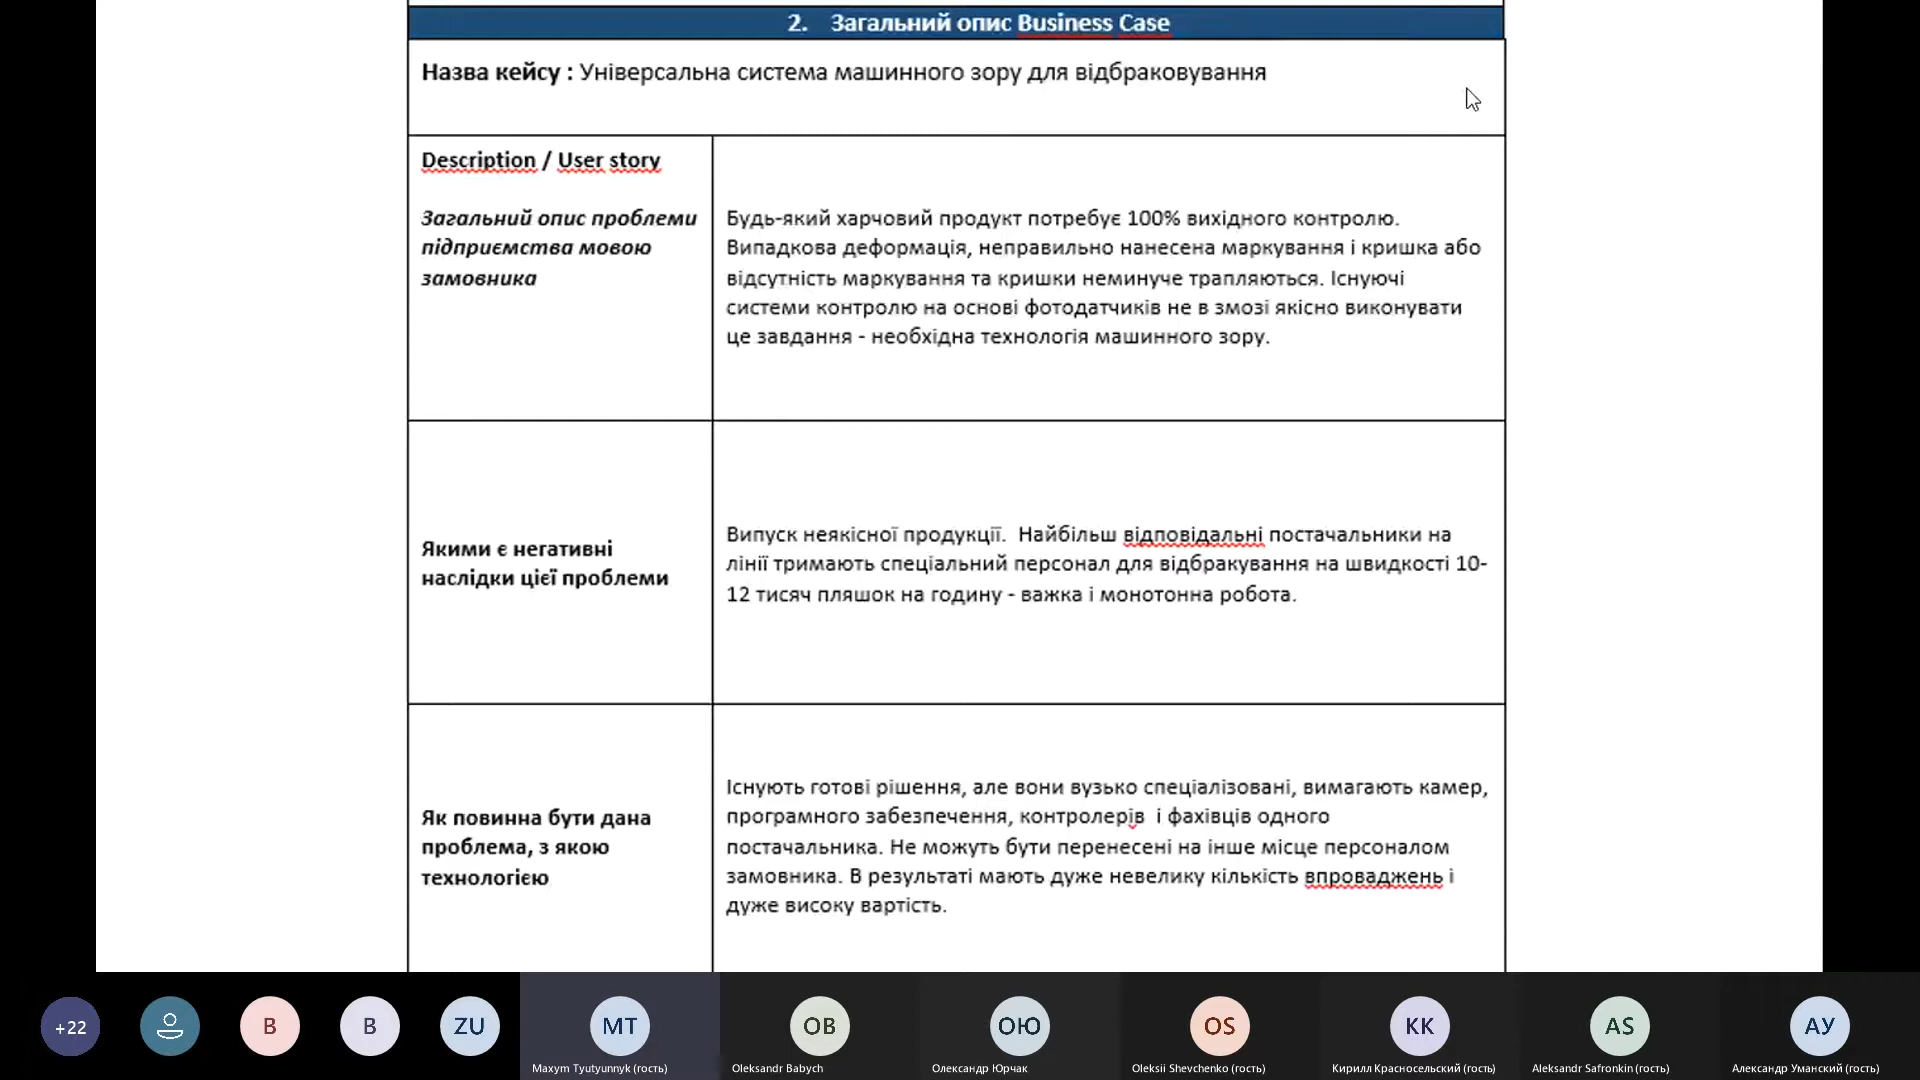 2. Загальний опис Business Case
Назва кейсу : Універсальна система машинного зору для відбраковування
Description / User story
Загальний опис проблеми
підприємства мовою
замовника
Будь-який харчовий продукт потребує 100% вихідного контролю.
Випадкова деформація, неправильно нанесена маркування і кришка або
відсутність маркування та кришки неминуче трапляються. Існуючі
системи контролю на основі фотодатчиків не в змозі якісно виконувати
це завдання - необхідна технологія машинного зору.
Якими є негативні
наслідки цієї проблеми
Випуск неякісної продукції. Найбільш відповідальні постачальники на
лінії тримають спеціальний персонал для відбракування на швидкості 10-
12 тисяч пляшок на годину - важка і монотонна робота.
Як повинна бути дана
проблема, з якою
технологією
Існують готові рішення, але вони вузько спеціалізовані, вимагають камер,
програмного забезпечення, контролерів і фахівців одного
постачальника. Не можуть бути перенесені на інше місце персоналом
замовника. В результаті мають дуже невелику кількість впроваджень і
дуже високу вартість.
+22
B
B
ZU
MT
OB
ОЮ
OS
КК
AS
АУ
Maxym Tyutyunnyk (гость)
Oleksandr Babych
Олександр Юрчак
Oleksii Shevchenko (гость)
Кирилл Красносельский (гость)
Aleksandr Safronkin (гость)
Александр Уманский (гость)